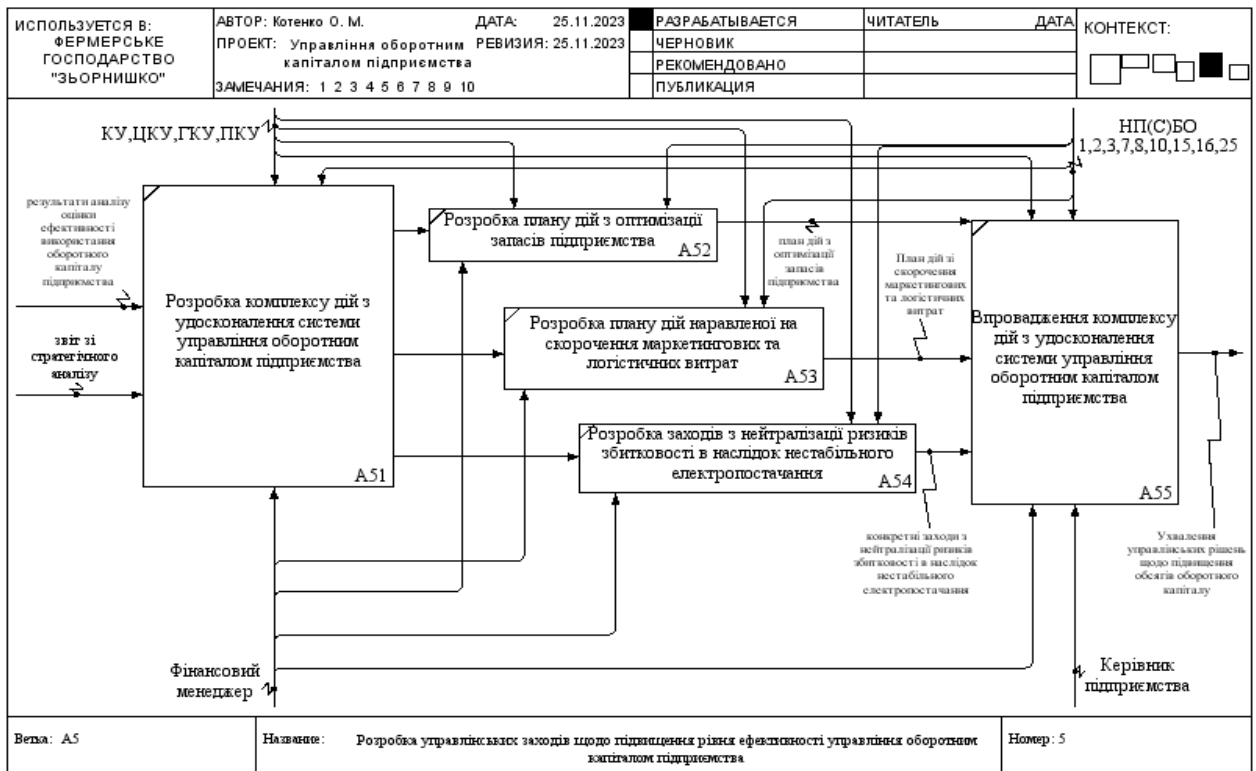 ИСПОЛЬЗУЕТСЯ В:
ФЕРМЕРСЬКЕ
ГОСПОДАРСТВО
"ЗЬОРНИШКО"
АВТОР: Котенко О. М.
ДАТА: 25.11.2023
ПРОЕКТ: Управління оборотним
капіталом підприємства
РЕВИЗИЯ: 25.11.2023
ЗАМЕЧАНИЯ: 1 2 3 4 5 6 7 8 9 10
РАЗРАБАТЫВАЕТСЯ
ЧЕРНОВИК
РЕКОМЕНДОВАНО
ПУБЛИКАЦИЯ
ЧИТАТЕЛЬ ДАТА
КОНТЕКСТ:
КУ,ЦКУ,ГКУ,ПКУ
НП(С)БО
1,2,3,7,8,10,15,16,25
результати аналізу
оцінки
ефективності
використання
оборотного
капіталу
підприємства
звіт зі
стратегічного
аналізу
Розробка комплексу дій з
удосконалення системи
управління оборотним
капіталом підприємства
А51
Розробка плану дій з оптимізації
запасів підприємства
А52
план дій з
оптимізації
запасів
підприємства
План дій зі
скорочення
маркетингових
та логістичних
витрат
Розробка плану дій наравленої на
скорочення маркетингових та
логістичних витрат
А53
Розробка заходів з нейтралізації ризиків
збитковості в наслідок нестабільного
електропостачання
А54
Впровадження комплексу
дій з удосконалення
системи управління
оборотним капіталом
підприємства
А55
конкретні заходи з
нейтралізації ризиків
збитковості в наслідок
нестабільного
електропостачання
Ухвалення
управлінських рішень
щодо підвищення
обсягів оборотного
капіталу
Фінансовий
менеджер
Керівник
підприємства
Ветка: А5
Название: Розробка управлінських заходів щодо підвищення рівня ефективності управління оборотним
капіталом підприємства
Номер: 5